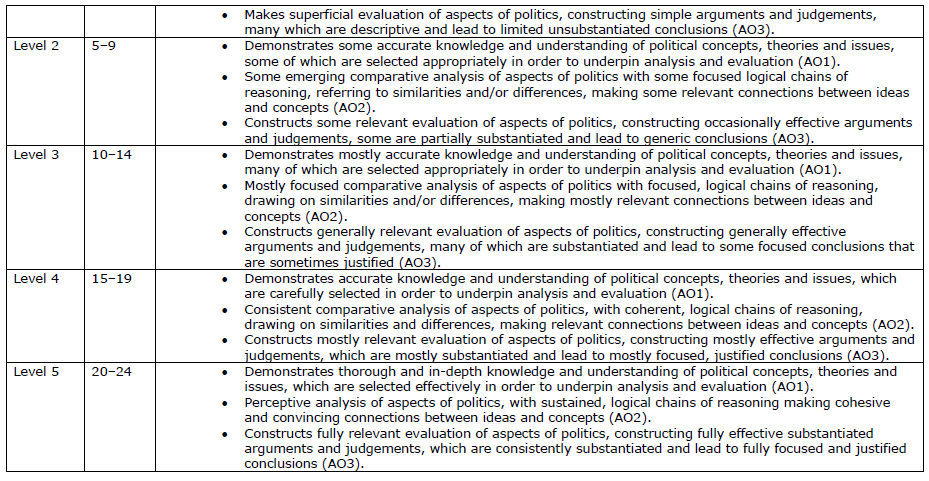 • Makes superficial evaluation of aspects of politics, constructing simple arguments and judgements,
many which are descriptive and lead to limited unsubstantiated conclusions (AO3).
Level 2 5–9 • Demonstrates some accurate knowledge and understanding of political concepts, theories and issues,
some of which are selected appropriately in order to underpin analysis and evaluation (AO1).
• Some emerging comparative analysis of aspects of politics with some focused logical chains of
reasoning, referring to similarities and/or differences, making some relevant connections between ideas
and concepts (AO2).
• Constructs some relevant evaluation of aspects of politics, constructing occasionally effective arguments
and judgements, some are partially substantiated and lead to generic conclusions (AO3).
Level 3 10–14 • Demonstrates mostly accurate knowledge and understanding of political concepts, theories and issues,
many of which are selected appropriately in order to underpin analysis and evaluation (AO1).
• Mostly focused comparative analysis of aspects of politics with focused, logical chains of reasoning,
drawing on similarities and/or differences, making mostly relevant connections between ideas and
concepts (AO2).
• Constructs generally relevant evaluation of aspects of politics, constructing generally effective
arguments and judgements, many of which are substantiated and lead to some focused conclusions that
are sometimes justified (AO3).
Level 4 15–19 • Demonstrates accurate knowledge and understanding of political concepts, theories and issues, which
are carefully selected in order to underpin analysis and evaluation (AO1).
• Consistent comparative analysis of aspects of politics, with coherent, logical chains of reasoning,
drawing on similarities and differences, making relevant connections between ideas and concepts (AO2).
• Constructs mostly relevant evaluation of aspects of politics, constructing mostly effective arguments and
judgements, which are mostly substantiated and lead to mostly focused, justified conclusions (AO3).
Level 5 20–24 • Demonstrates thorough and in-depth knowledge and understanding of political concepts, theories and
issues, which are selected effectively in order to underpin analysis and evaluation (AO1).
• Perceptive analysis of aspects of politics, with sustained, logical chains of reasoning making cohesive
and convincing connections between ideas and concepts (AO2).
• Constructs fully relevant evaluation of aspects of politics, constructing fully effective substantiated
arguments and judgements, which are consistently substantiated and lead to fully focused and justified
conclusions (AO3).